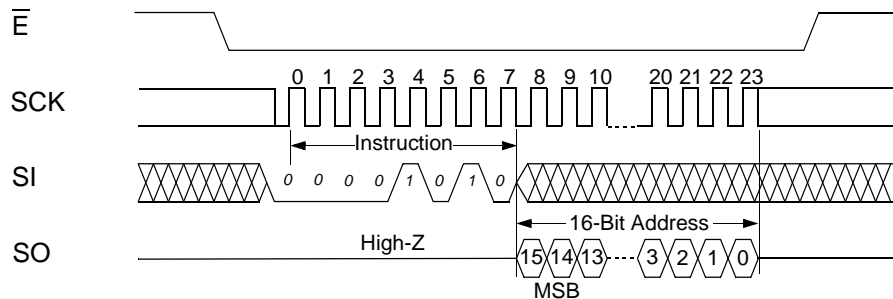 E
0 1 2 3 4 5 6 7 8 9 10 20 21 22 23
SCK
Instruction
SI
0 0 0 0 1 0 1 0
16-Bit Address
High-Z
SO
15 14 13 3 2 1 0
MSB